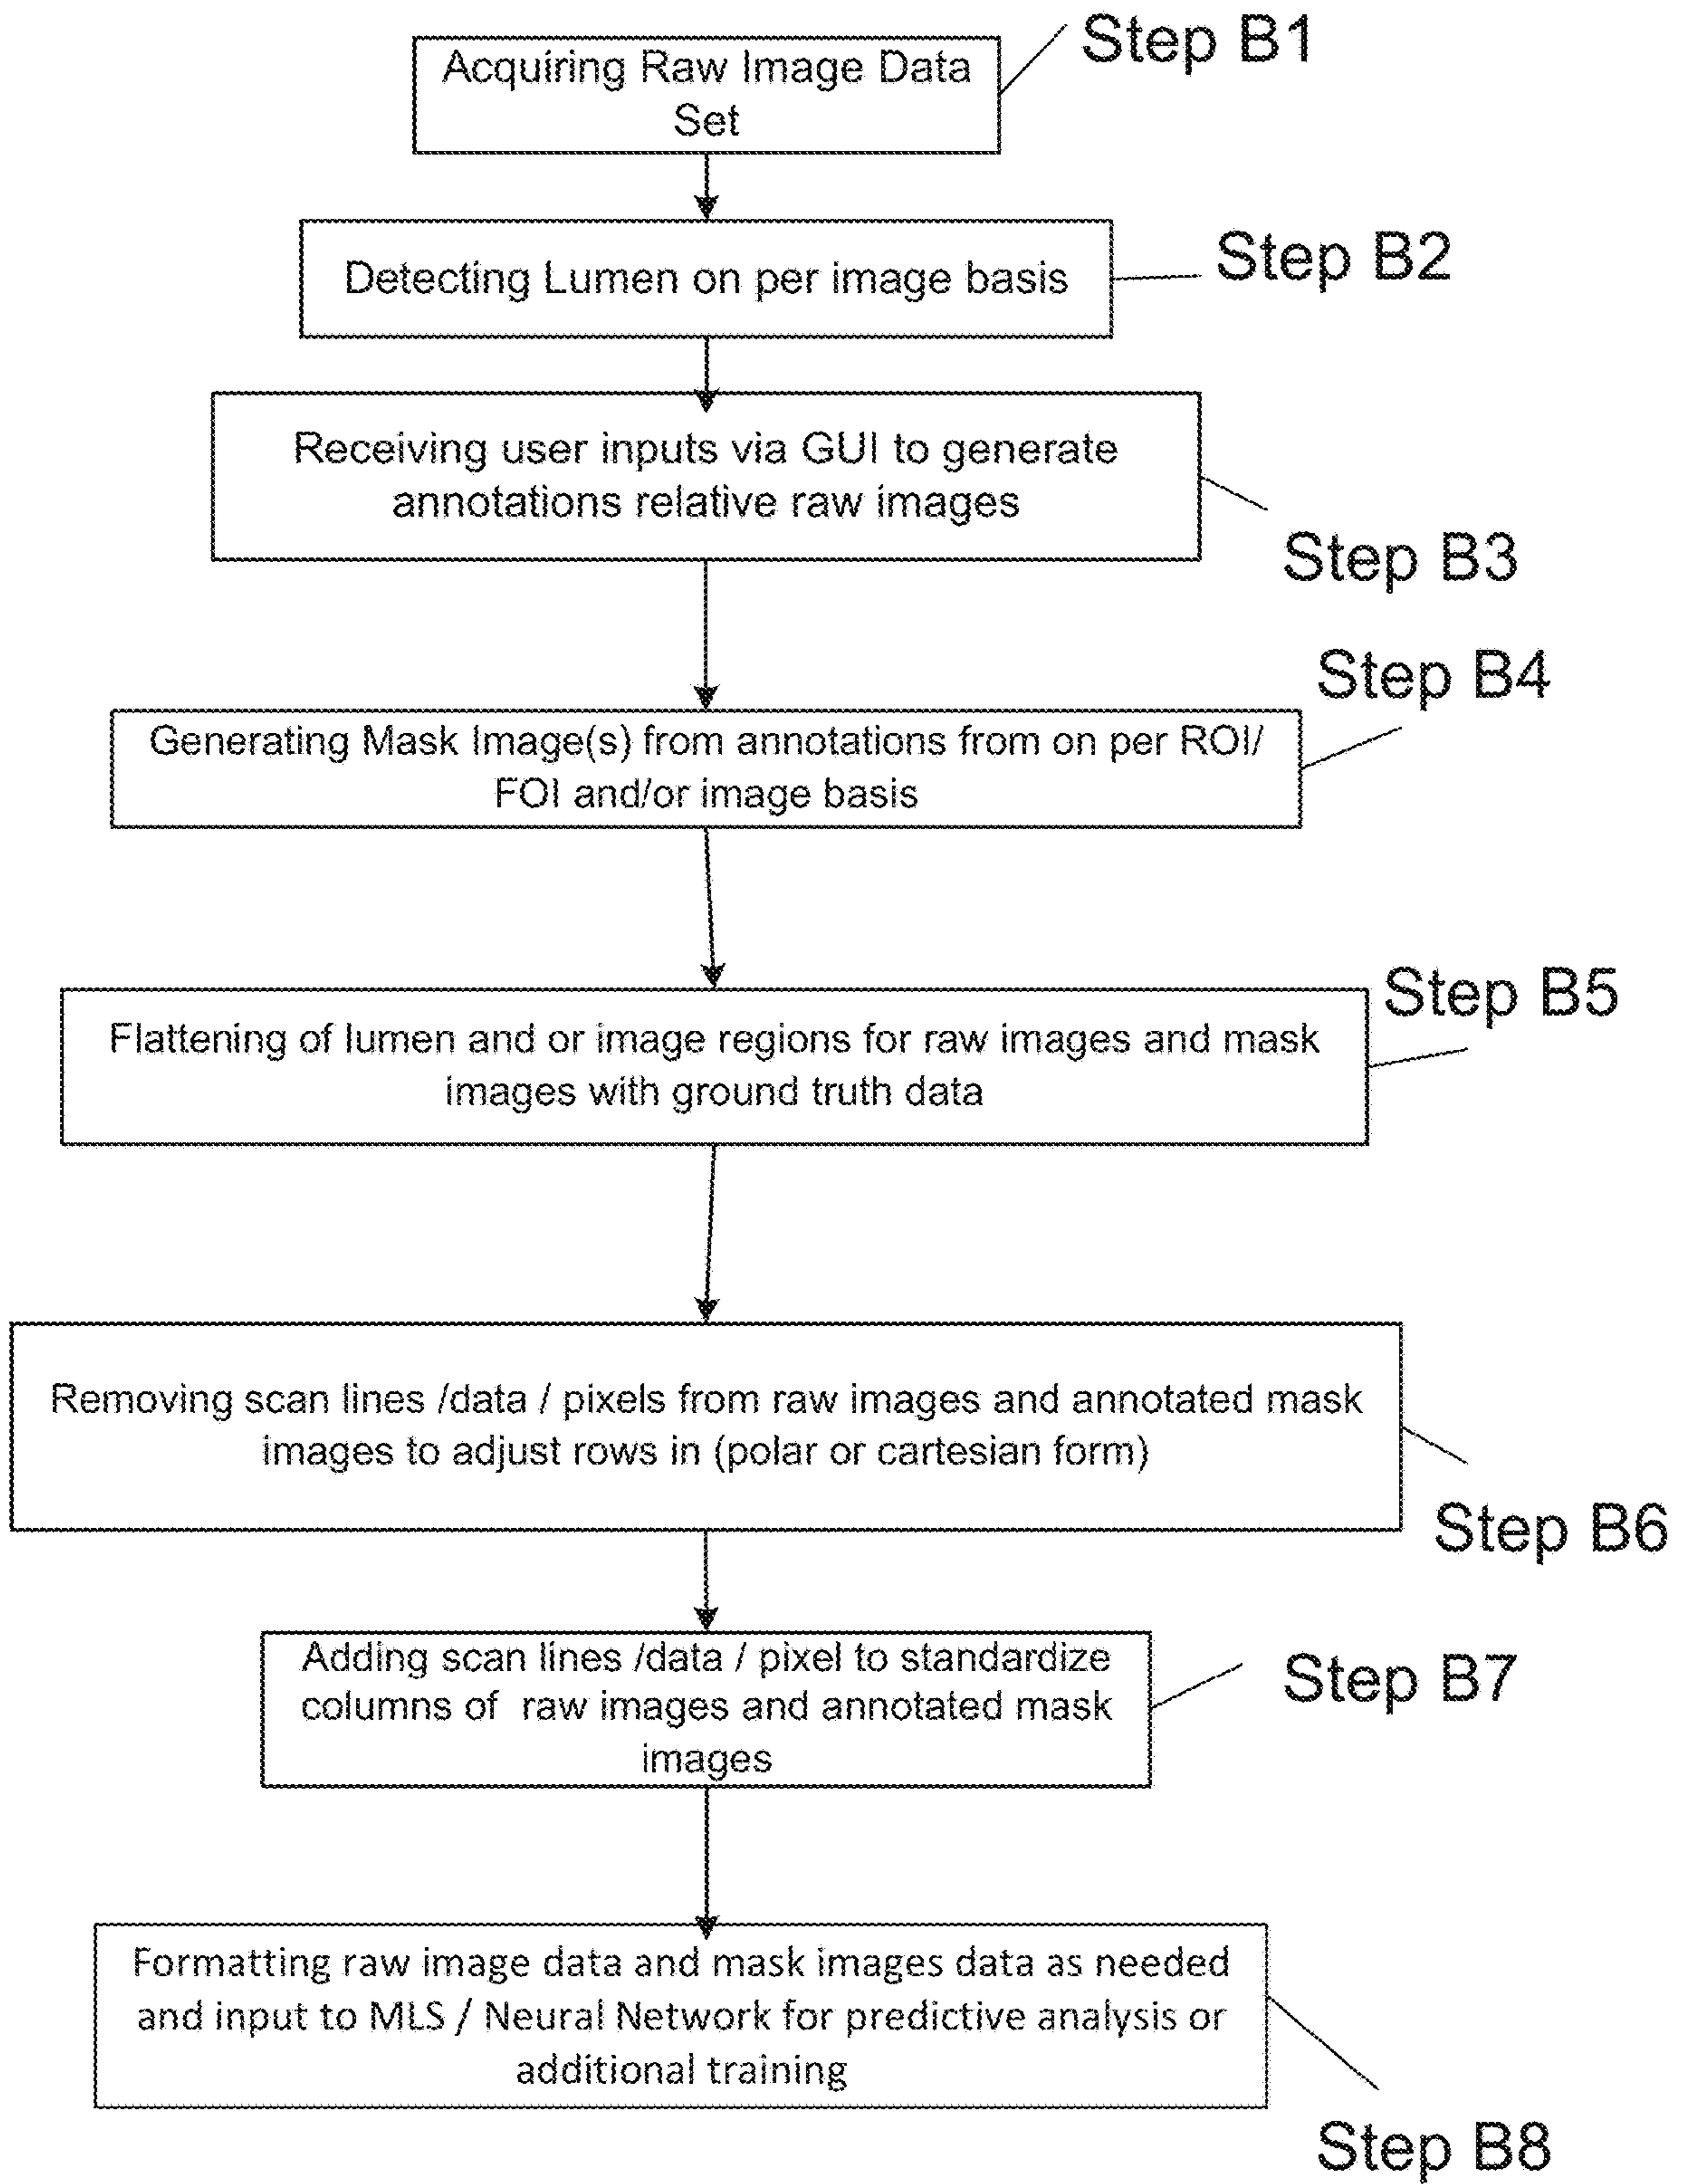 Step B1
Acquiring Raw Image Data
Set
Step B2
Detecting Lumen on per image basis
Receiving user inputs via GUI to generate
annotations relative raw images
Step B3
Step B4
Generating Mask Image(s) from annotations from on per ROI/
FOI and/or image basis
Step B5
Flattening of lumen and or image regions for raw images and mask
images with ground truth data
Removing scan lines /data / pixels from raw images and annotated mask
images to adjust rows in (polar or cartesian form)
Step B6
Adding scan lines /data / pixel to standardize
columns of raw images and annotated mask
images
Step B7
Formatting raw image data and mask images data as needed
and input to MLS / Neural Network for predictive analysis or
additional training
Step B8